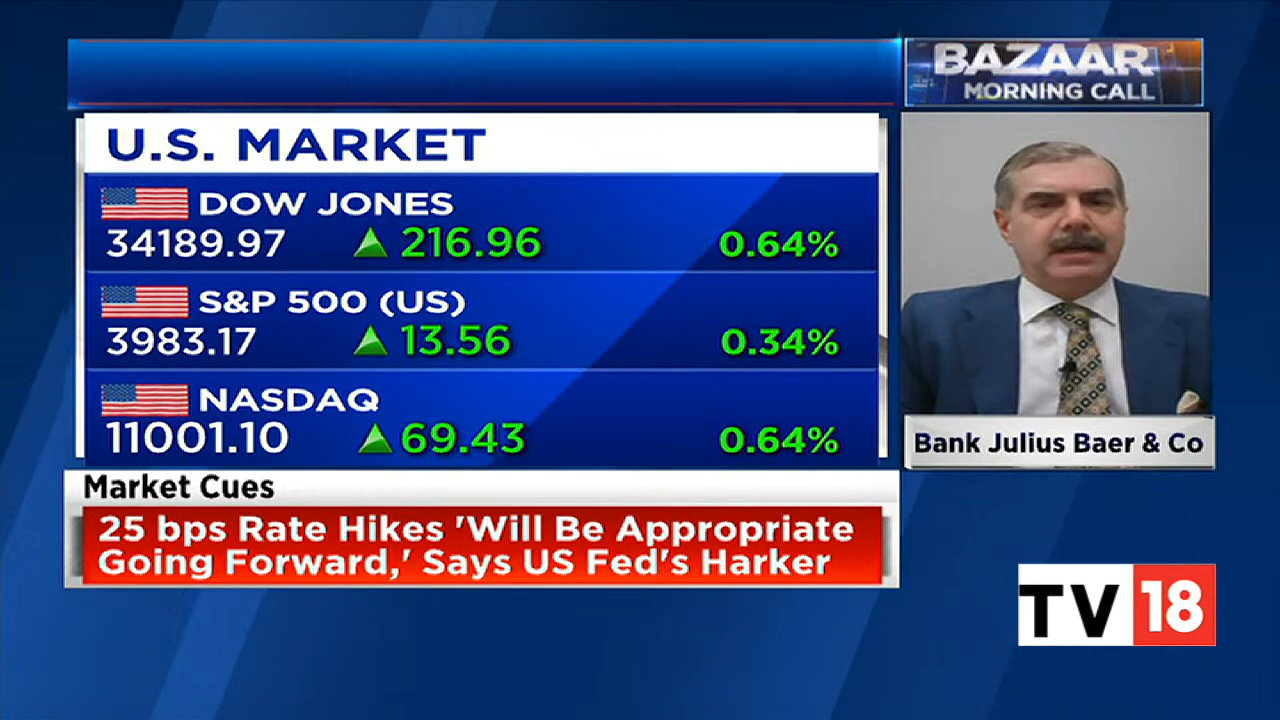 BAZAAR
MORNING CALL
U.S. MARKET
DOW JONES
34189.97 ▲ 216.96 0.64%
S&P 500 (US)
3983.17 ▲ 13.56 0.34%
NASDAQ
11001.10 ▲ 69.43 0.64%
Bank Julius Baer & Co
Market Cues
25 bps Rate Hikes 'Will Be Appropriate
Going Forward,' Says US Fed's Harker
TV18